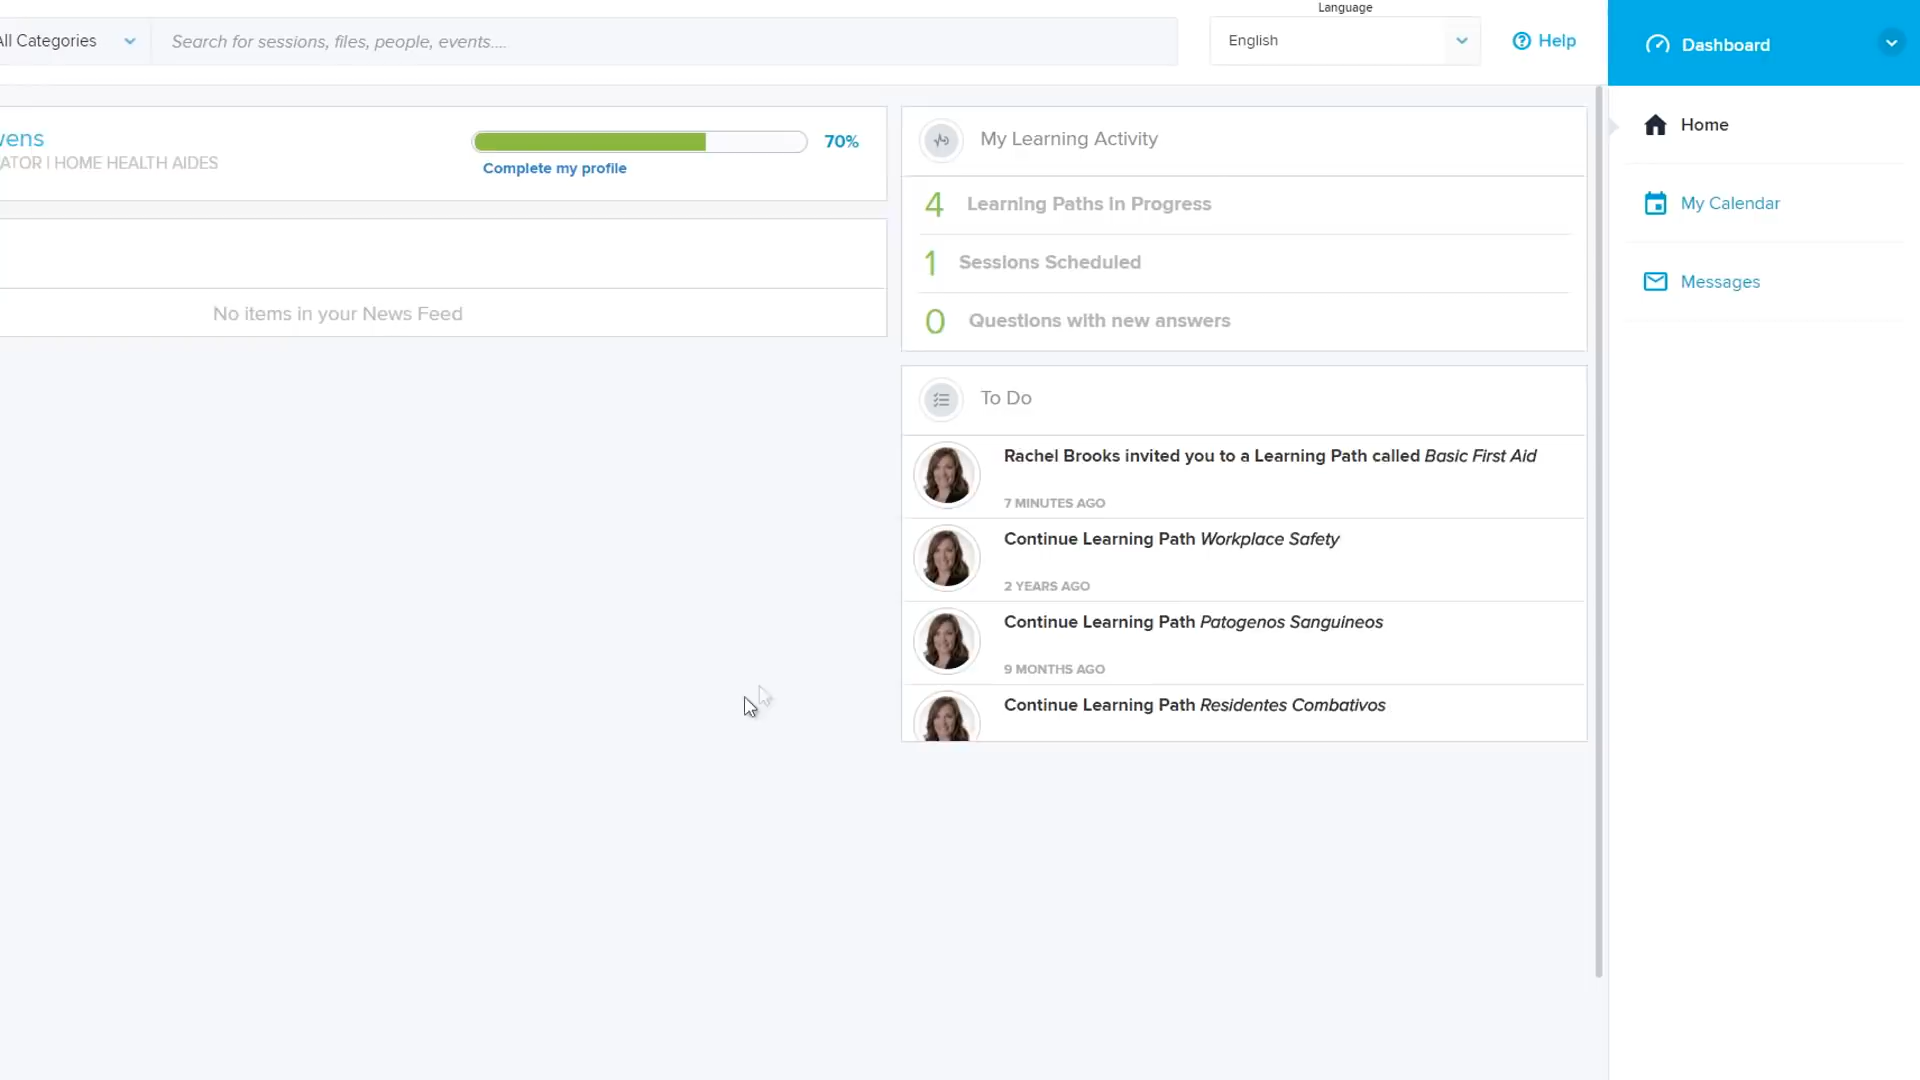 Language
All Categories
Search for sessions, files, people, events....
English
Help
Dashboard
70%
Complete my profile
HOME HEALTH AIDES
No items in your News Feed
My Learning Activity
4 Learning Paths In Progress
1 Sessions Scheduled
0 Questions with new answers
To Do
Rachel Brooks invited you to a Learning Path called Basic First Aid
7 MINUTES AGO
Continue Learning Path Workplace Safety
2 YEARS AGO
Continue Learning Path Patogenos Sanguineos
9 MONTHS AGO
Continue Learning Path Residentes Combativos
Home
My Calendar
Messages